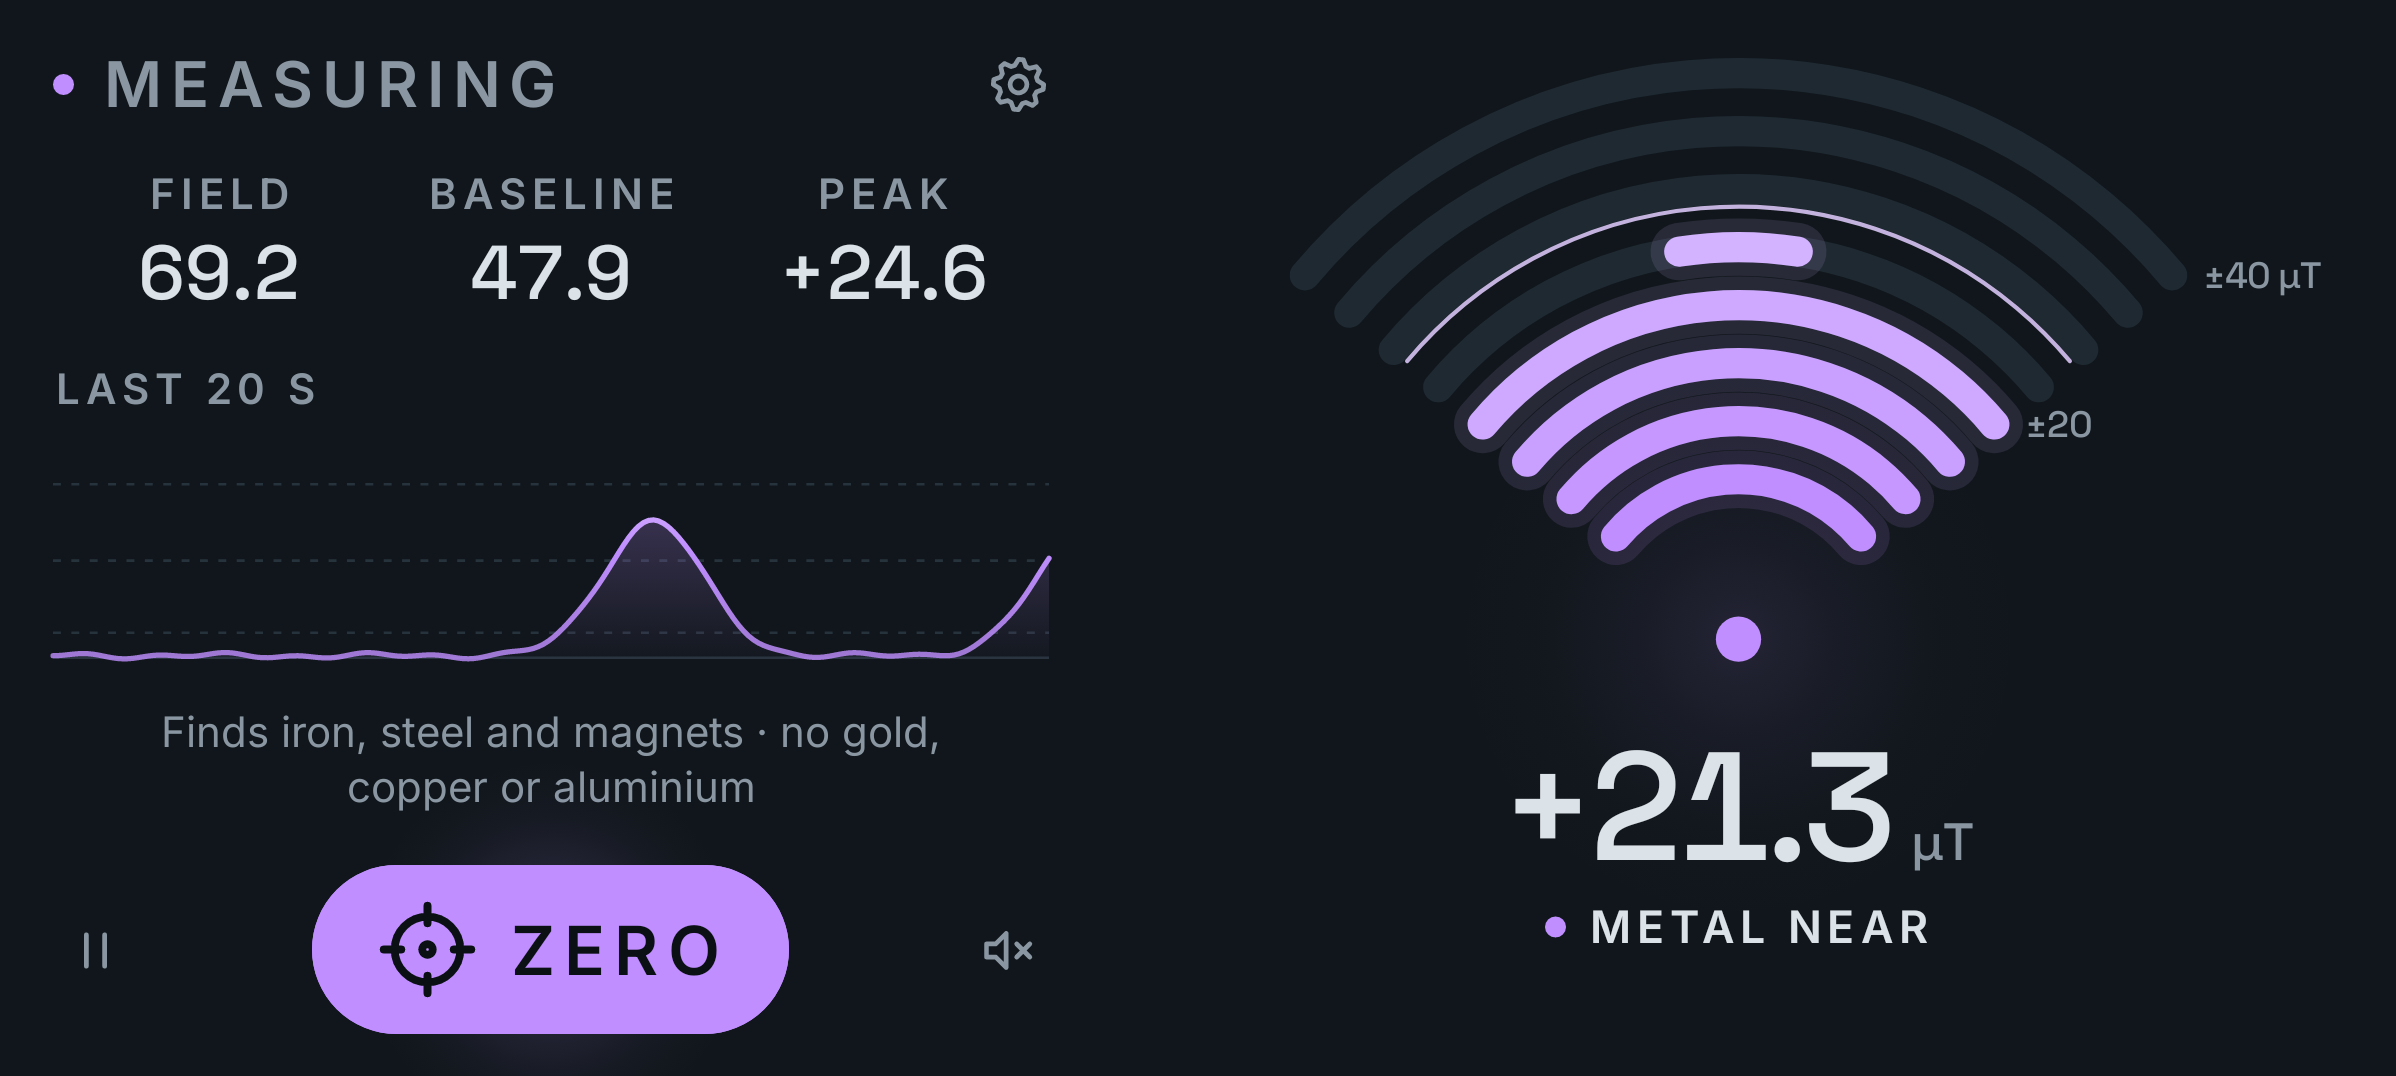 MEASURING
FIELD BASELINE PEAK
69.2 47.9 +24.6
LAST 20 S
Finds iron, steel and magnets · no gold,
copper or aluminium
ZERO
±40 µT
±20
+21.3 µT
METAL NEAR